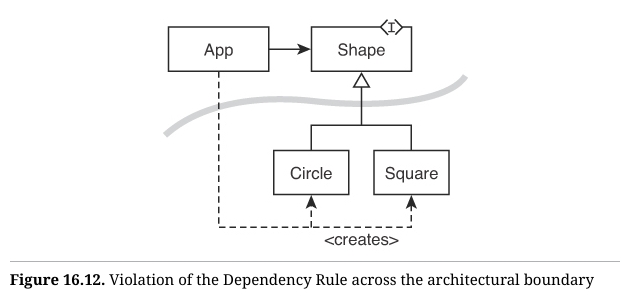 I
App
Shape
Circle
Square
<creates>
Figure 16.12. Violation of the Dependency Rule across the architectural boundary